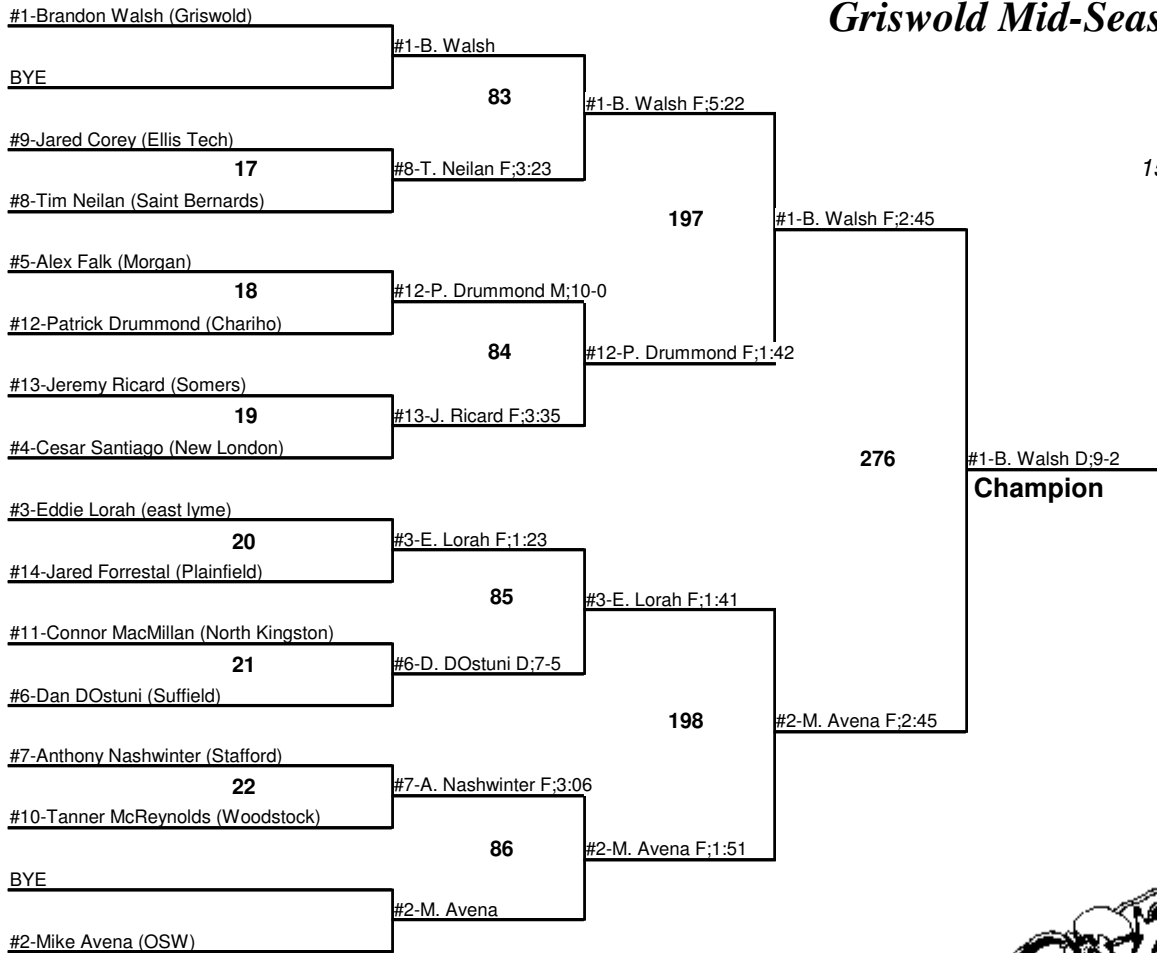 Griswold Mid-Seas
15
#1-Brandon Walsh (Griswold)
BYE
#9-Jared Corey (Ellis Tech)
17
#8-Tim Neilan (Saint Bernards)
#5-Alex Falk (Morgan)
18
#12-Patrick Drummond (Chariho)
#13-Jeremy Ricard (Somers)
19
#4-Cesar Santiago (New London)
#3-Eddie Lorah (east lyme)
20
#14-Jared Forrestal (Plainfield)
#11-Connor MacMillan (North Kingston)
21
#6-Dan DOstuni (Suffield)
#7-Anthony Nashwinter (Stafford)
22
#10-Tanner McReynolds (Woodstock)
BYE
#2-Mike Avena (OSW)
#1-B. Walsh
83
#8-T. Neilan F;3:23
#12-P. Drummond M;10-0
84
#13-J. Ricard F;3:35
#3-E. Lorah F;1:23
85
#6-D. DOstuni D;7-5
#7-A. Nashwinter F;3:06
86
#2-M. Avena
#1-B. Walsh F;5:22
197
#12-P. Drummond F;1:42
#3-E. Lorah F;1:41
198
#2-M. Avena F;1:51
#1-B. Walsh F;2:45
276
#2-M. Avena F;2:45
#1-B. Walsh D;9-2
Champion